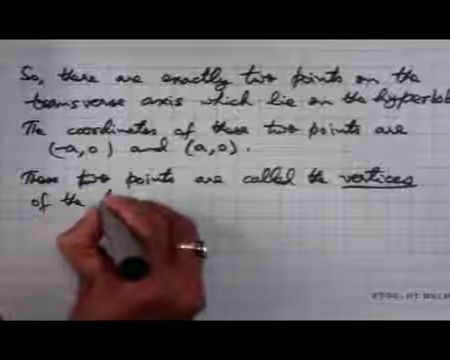 So, there are exactly two points on the
transverse axis which lie on the hyperbol
The coordinates of these two points are
(-a, 0) and (a, 0).
These two points are called the vertices
of the